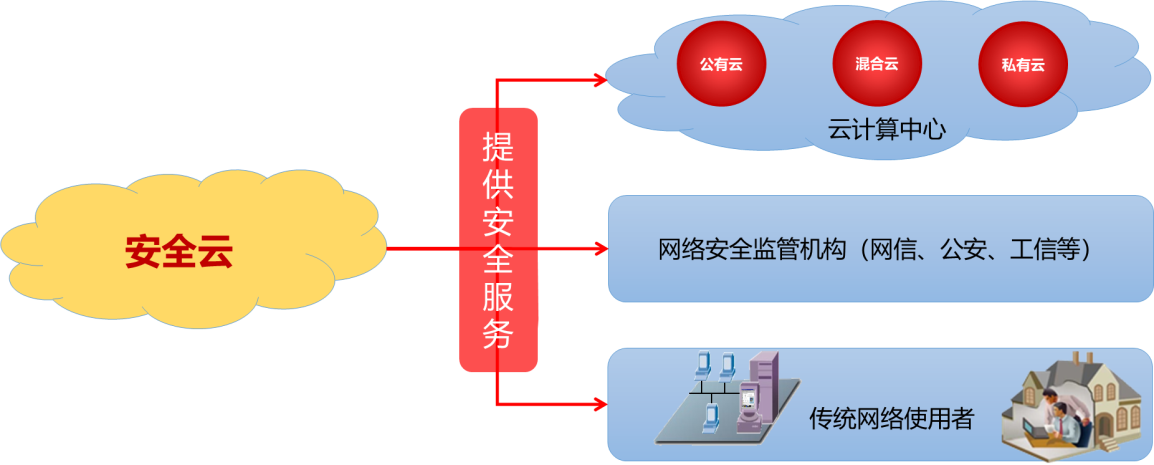 安全云
提供安全服务
公有云
混合云
私有云
云计算中心
网络安全监管机构（网信、公安、工信等）
传统网络使用者